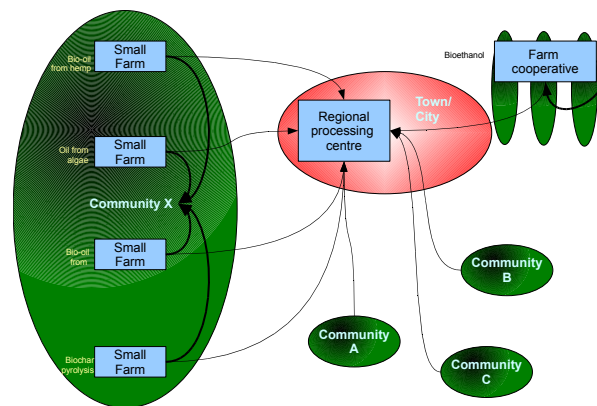 Bio-oil
from hemp
Small
Farm
Oil from
algae
Small
Farm
Community X
Bio-oil
from
Small
Farm
Biochar
pyrolysis
Small
Farm
Regional
processing
centre
Town/
City
Bioethanol
Farm
cooperative
Community
B
Community
A
Community
C